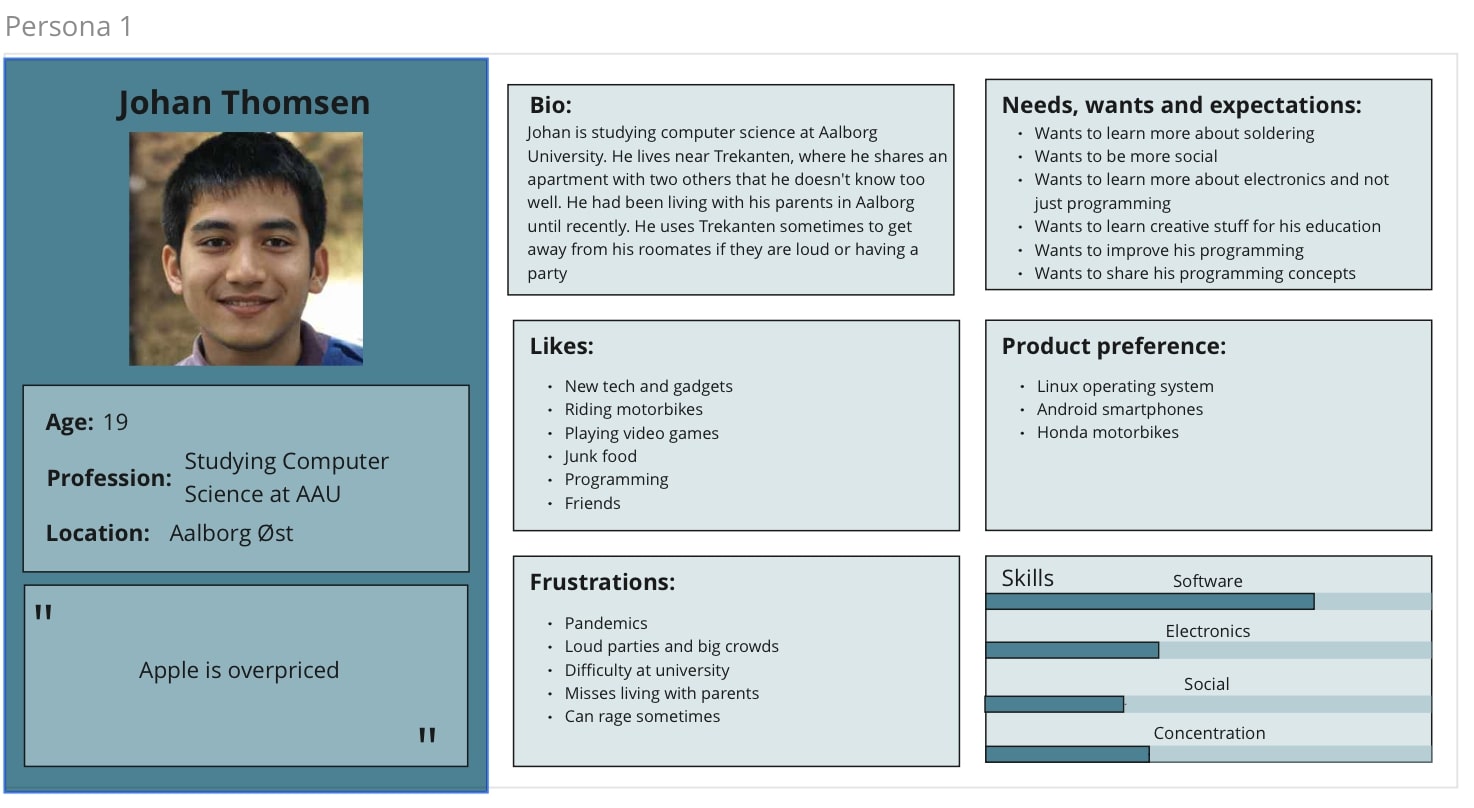 Persona 1
Johan Thomsen
Age: 19
Profession: Studying Computer
Science at AAU
Location: Aalborg Øst
"
Apple is overpriced
"
Bio:
Johan is studying computer science at Aalborg
University. He lives near Trekanten, where he shares an
apartment with two others that he doesn't know too
well. He had been living with his parents in Aalborg
until recently. He uses Trekanten sometimes to get
away from his roomates if they are loud or having a
party
Likes:
· New tech and gadgets
· Riding motorbikes
· Playing video games
· Junk food
· Programming
· Friends
Frustrations:
· Pandemics
· Loud parties and big crowds
· Difficulty at university
· Misses living with parents
· Can rage sometimes
Needs, wants and expectations:
· Wants to learn more about soldering
· Wants to be more social
· Wants to learn more about electronics and not
just programming
· Wants to learn creative stuff for his education
· Wants to improve his programming
· Wants to share his programming concepts
Product preference:
· Linux operating system
· Android smartphones
· Honda motorbikes
Skills
Software
Electronics
Social
Concentration